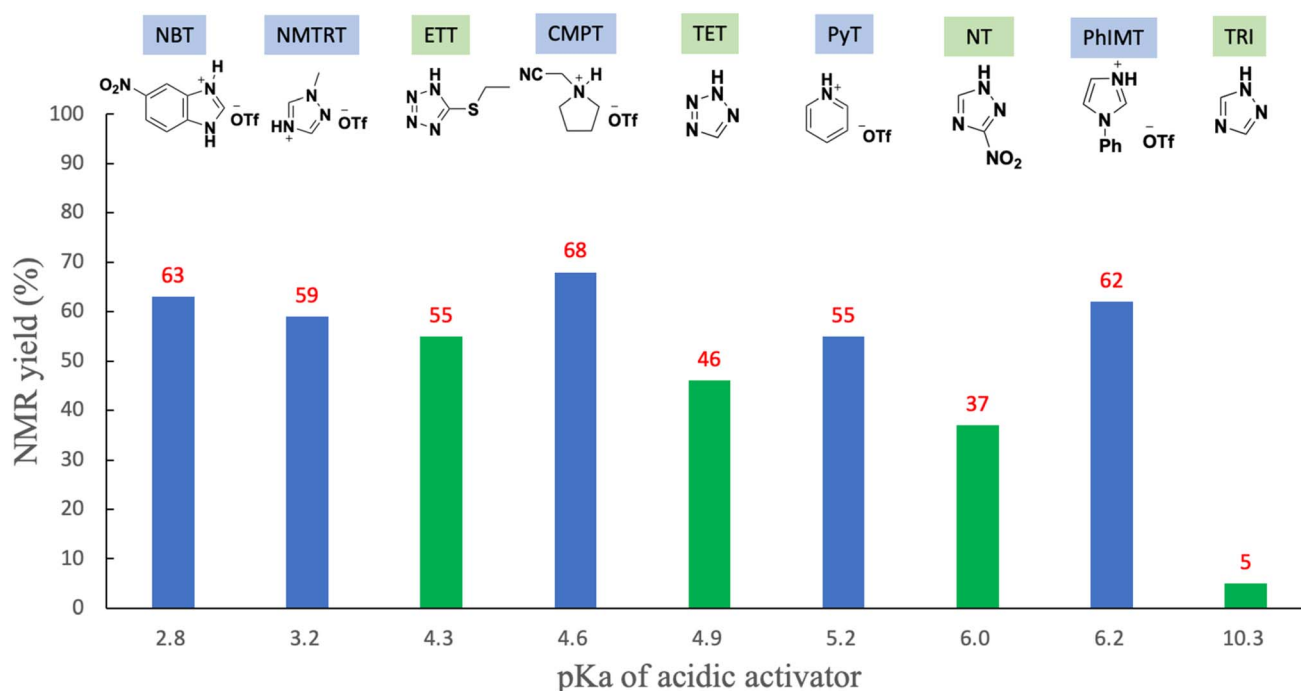 NBT NMTRT ETT CMPT TET PyT NT PhIMT TRI
H
N
+
O2N
N
H
−
OTf
N
N
HN
+
−
OTf
H
N
N
N
N
S
NC
H
+
N
−
OTf
H
N
N
N
N
H
N
+
−
OTf
H
N
N
N
NO2
+
NH
N
Ph
−
OTf
H
N
N
N
100
90
80
70
60
50
40
30
20
10
0
NMR yield (%)
63 59 55 68 46 55 37 62 5
2.8 3.2 4.3 4.6 4.9 5.2 6.0 6.2 10.3
pKa of acidic activator